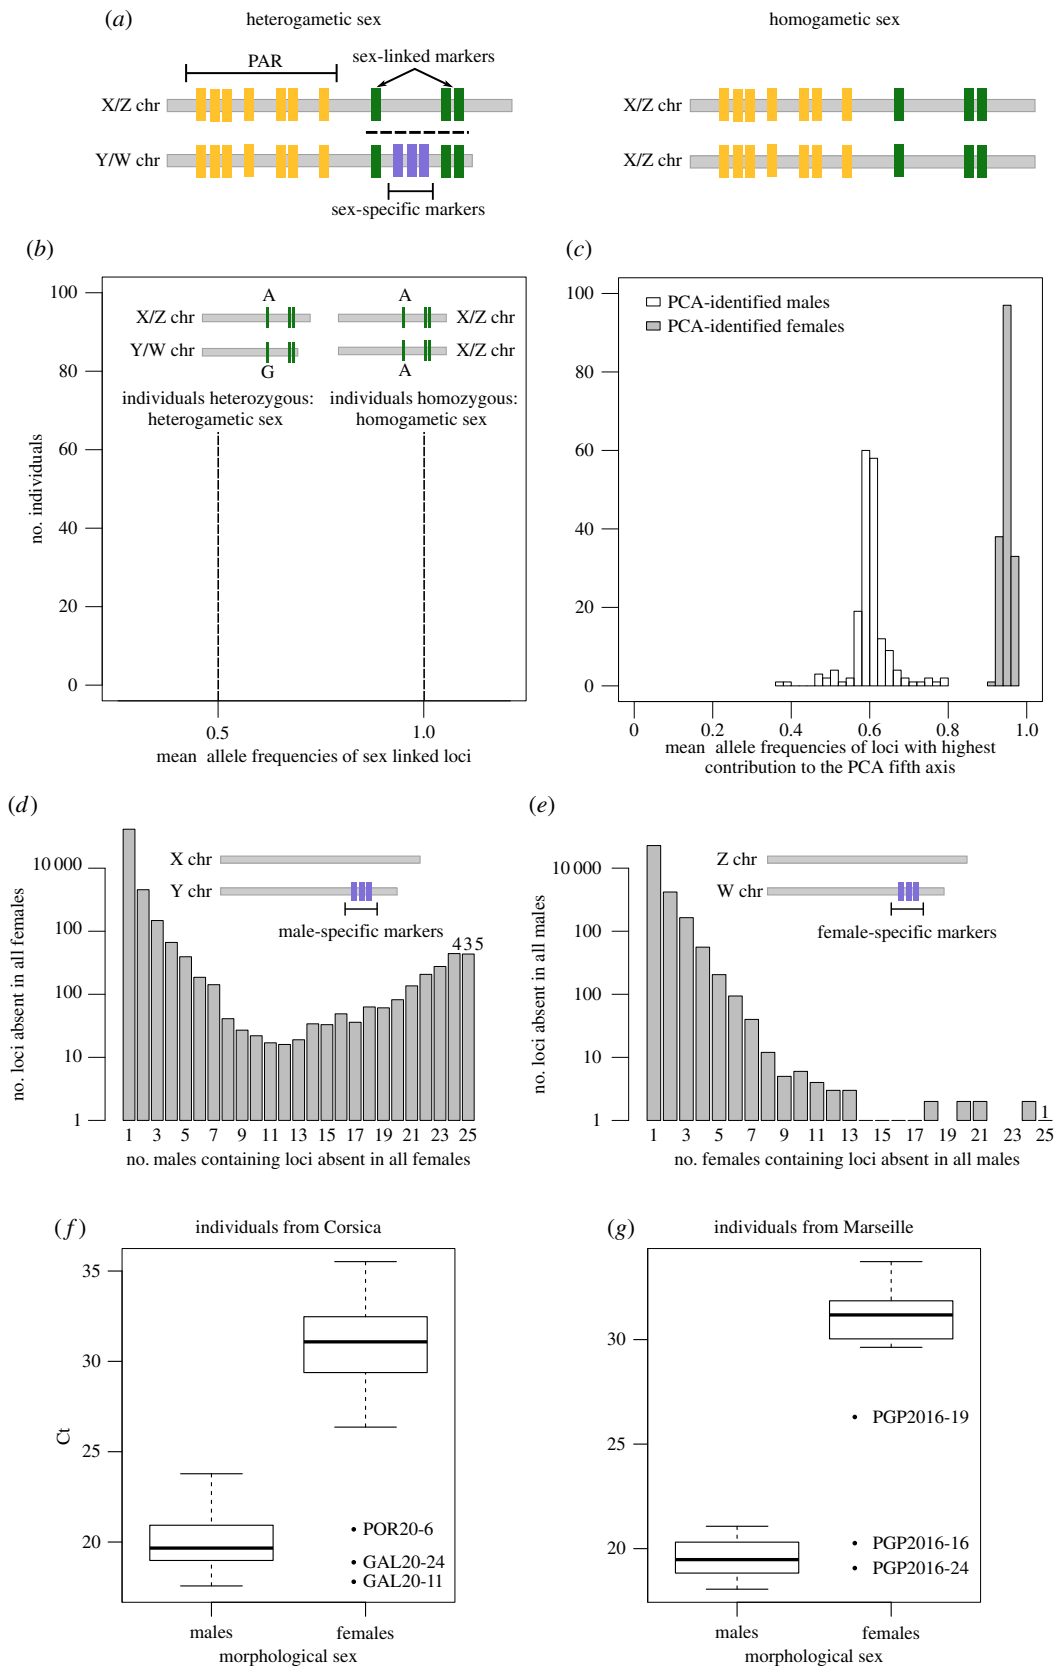 (a)
heterogametic sex
homogametic sex
PAR
sex-linked markers
X/Z chr
Y/W chr
sex-specific markers
X/Z chr
X/Z chr
(b)
no. individuals
100
80
60
40
20
0
A
X/Z chr
Y/W chr
G
A
X/Z chr
X/Z chr
A
individuals heterozygous:
heterogametic sex
individuals homozygous:
homogametic sex
0.5
1.0
mean allele frequencies of sex linked loci
(c)
100
80
60
40
20
0
PCA-identified males
PCA-identified females
0
0.2
0.4
0.6
0.8
1.0
mean allele frequencies of loci with highest
contribution to the PCA fifth axis
(d)
no. loci absent in all females
10 000
1000
100
10
1
X chr
Y chr
male-specific markers
435
1 3 5 7 9 11 13 15 17 19 21 23 25
no. males containing loci absent in all females
(e)
no. loci absent in all males
10 000
1000
100
10
1
Z chr
W chr
female-specific markers
1
1 3 5 7 9 11 13 15 17 19 21 23 25
no. females containing loci absent in all males
(f)
individuals from Corsica
Ct
35
30
25
20
POR20-6
GAL20-24
GAL20-11
males
females
morphological sex
(g)
individuals from Marseille
30
25
20
PGP2016-19
PGP2016-16
PGP2016-24
males
females
morphological sex